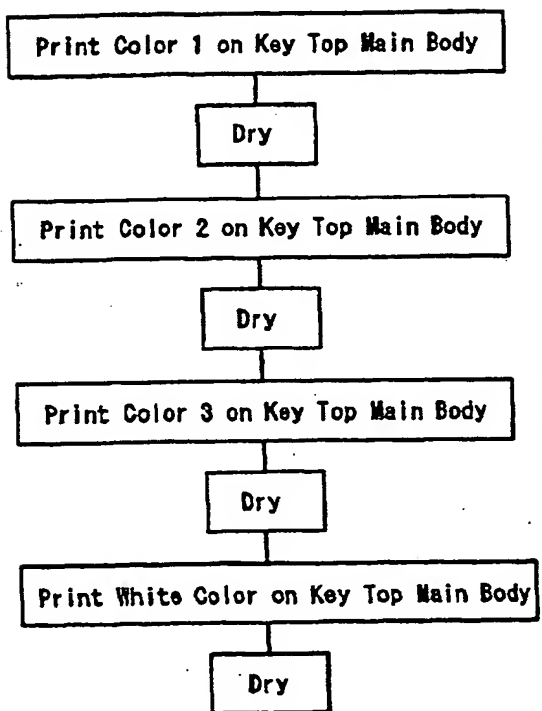 Print Color 1 on Key Top Main Body
Dry
Print Color 2 on Key Top Main Body
Dry
Print Color 3 on Key Top Main Body
Dry
Print White Color on Key Top Main Body
Dry